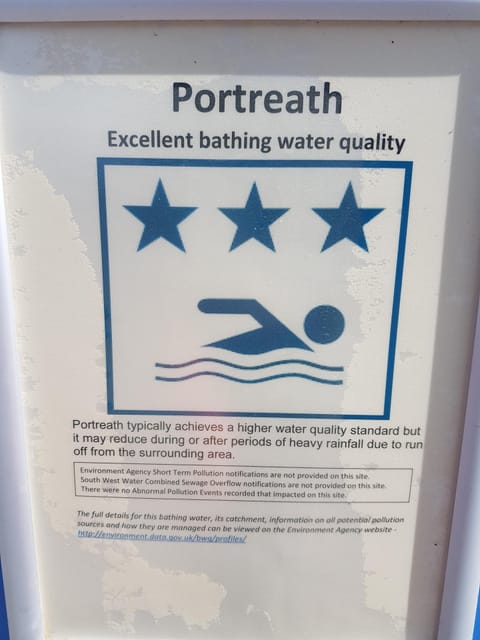 Portreath
Excellent bathing water quality
Portreath typically achieves a higher water quality standard but
it may reduce during or after periods of heavy rainfall due to run
off from the surrounding area.
Environment Agency Short Term Pollution notifications are not provided on this site.
South West Water Combined Sewage Overflow notifications are not provided on this site.
There were no Abnormal Pollution Events recorded that impacted on this site.
The full details for this bathing water, its catchment, information on all potential pollution
sources and how they are managed can be viewed on the Environment Agency website -
http://environment.data.gov.uk/bwq/profiles/